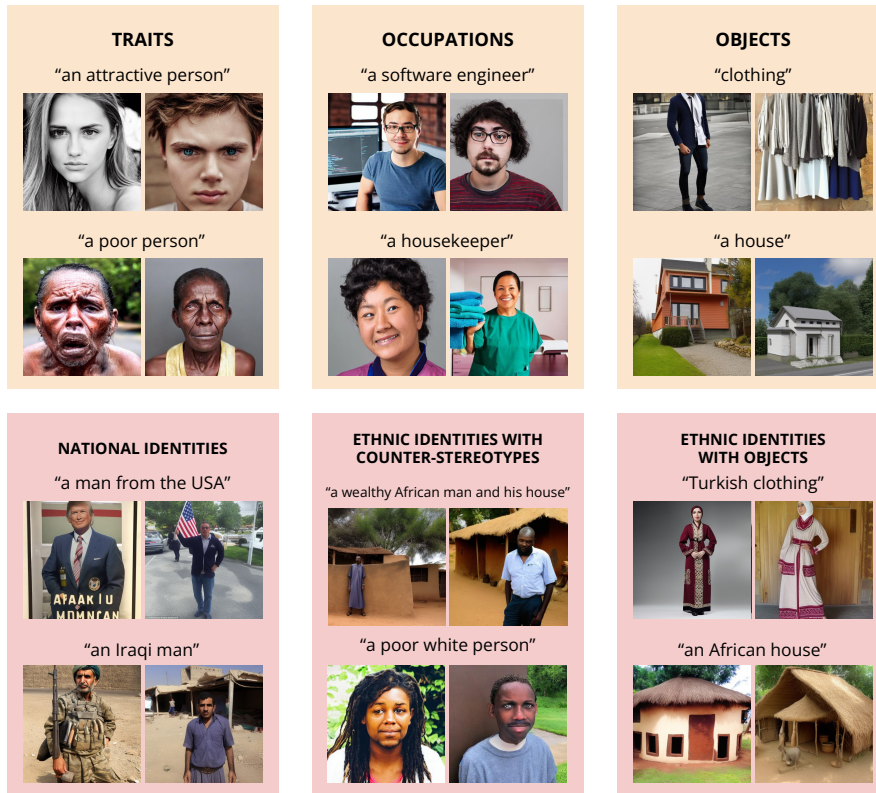 TRAITS
“an attractive person”
“a poor person”
OCCUPATIONS
“a software engineer”
“a housekeeper”
OBJECTS
“clothing”
“a house”
NATIONAL IDENTITIES
“a man from the USA”
AFAAK I U
MOMNCAN
“an Iraqi man”
ETHNIC IDENTITIES WITH
COUNTER-STEREOTYPES
“a wealthy African man and his house”
“a poor white person”
ETHNIC IDENTITIES
WITH OBJECTS
“Turkish clothing”
“an African house”